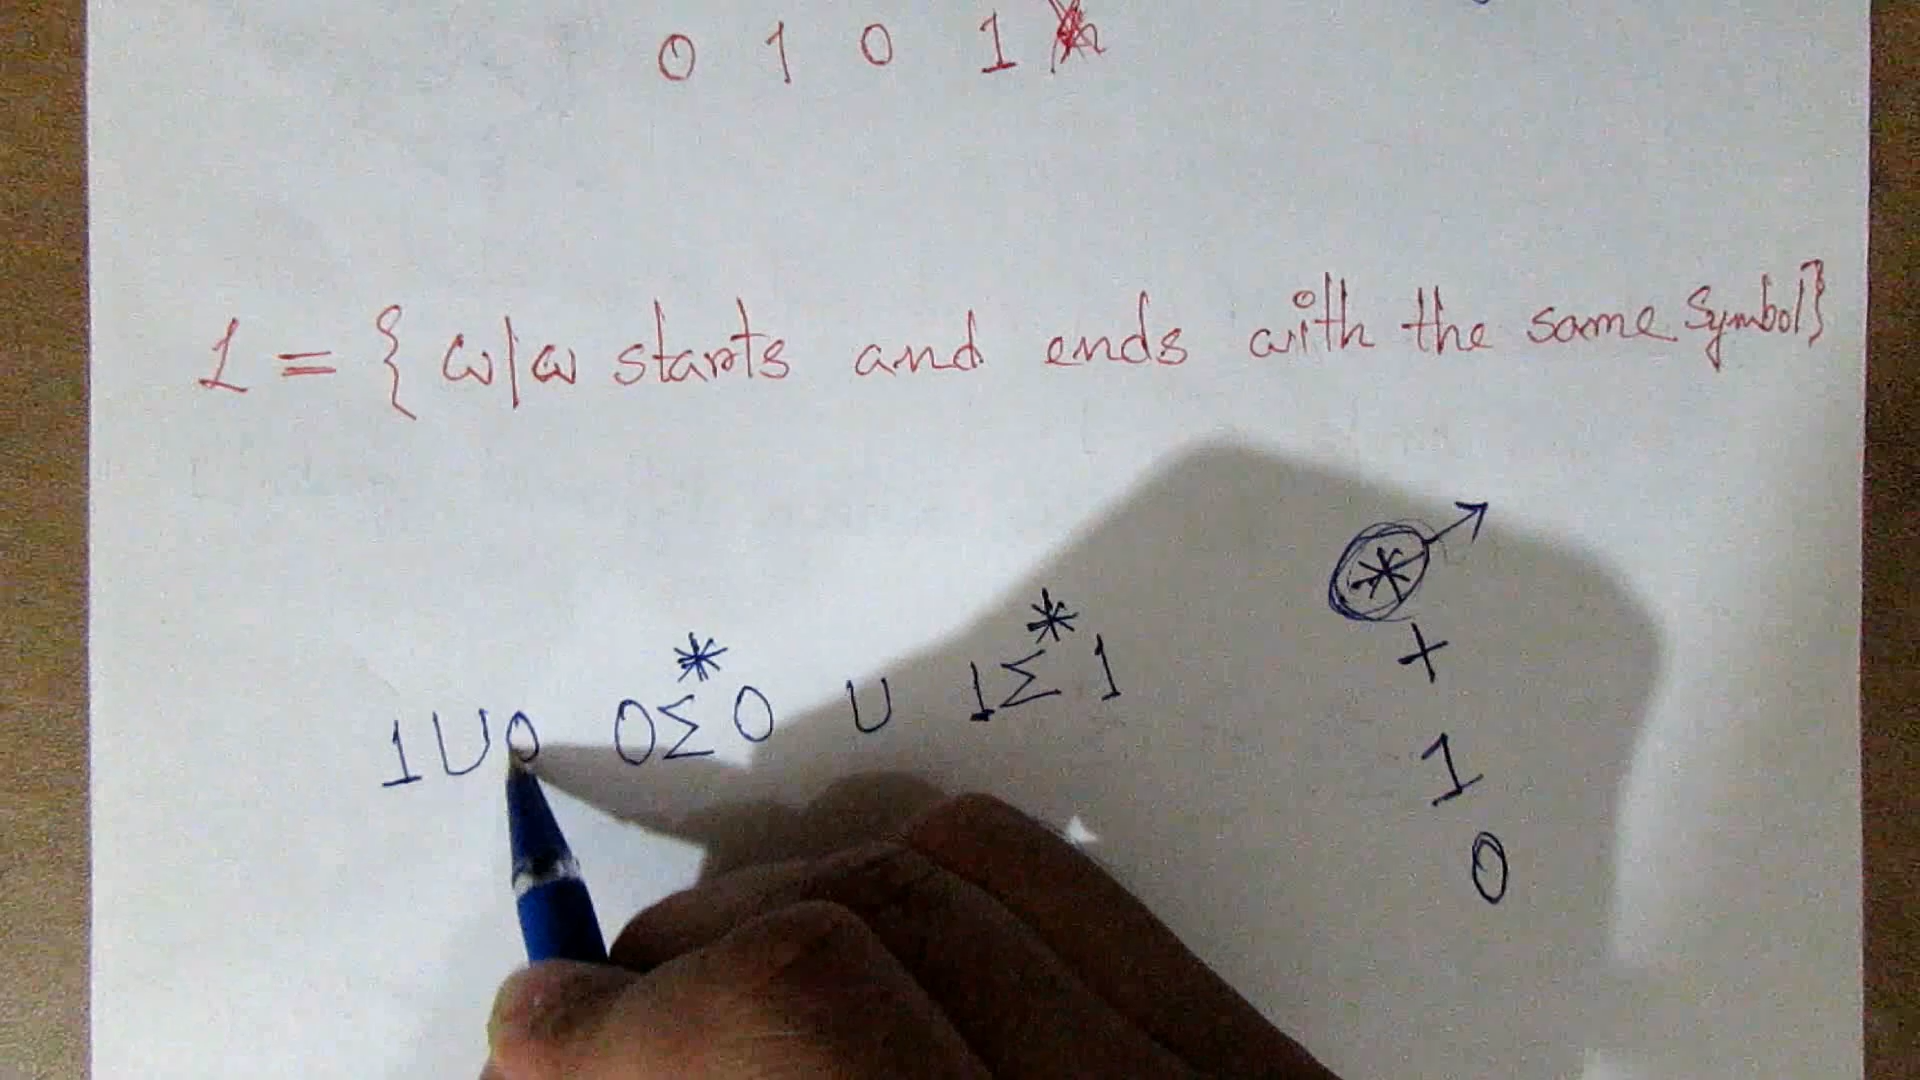 0 1 0 1
L = { ω/ω starts and ends with the same Symbol}
*
+
1∪0 0Σ*0 ∪ 1Σ*1
1
0